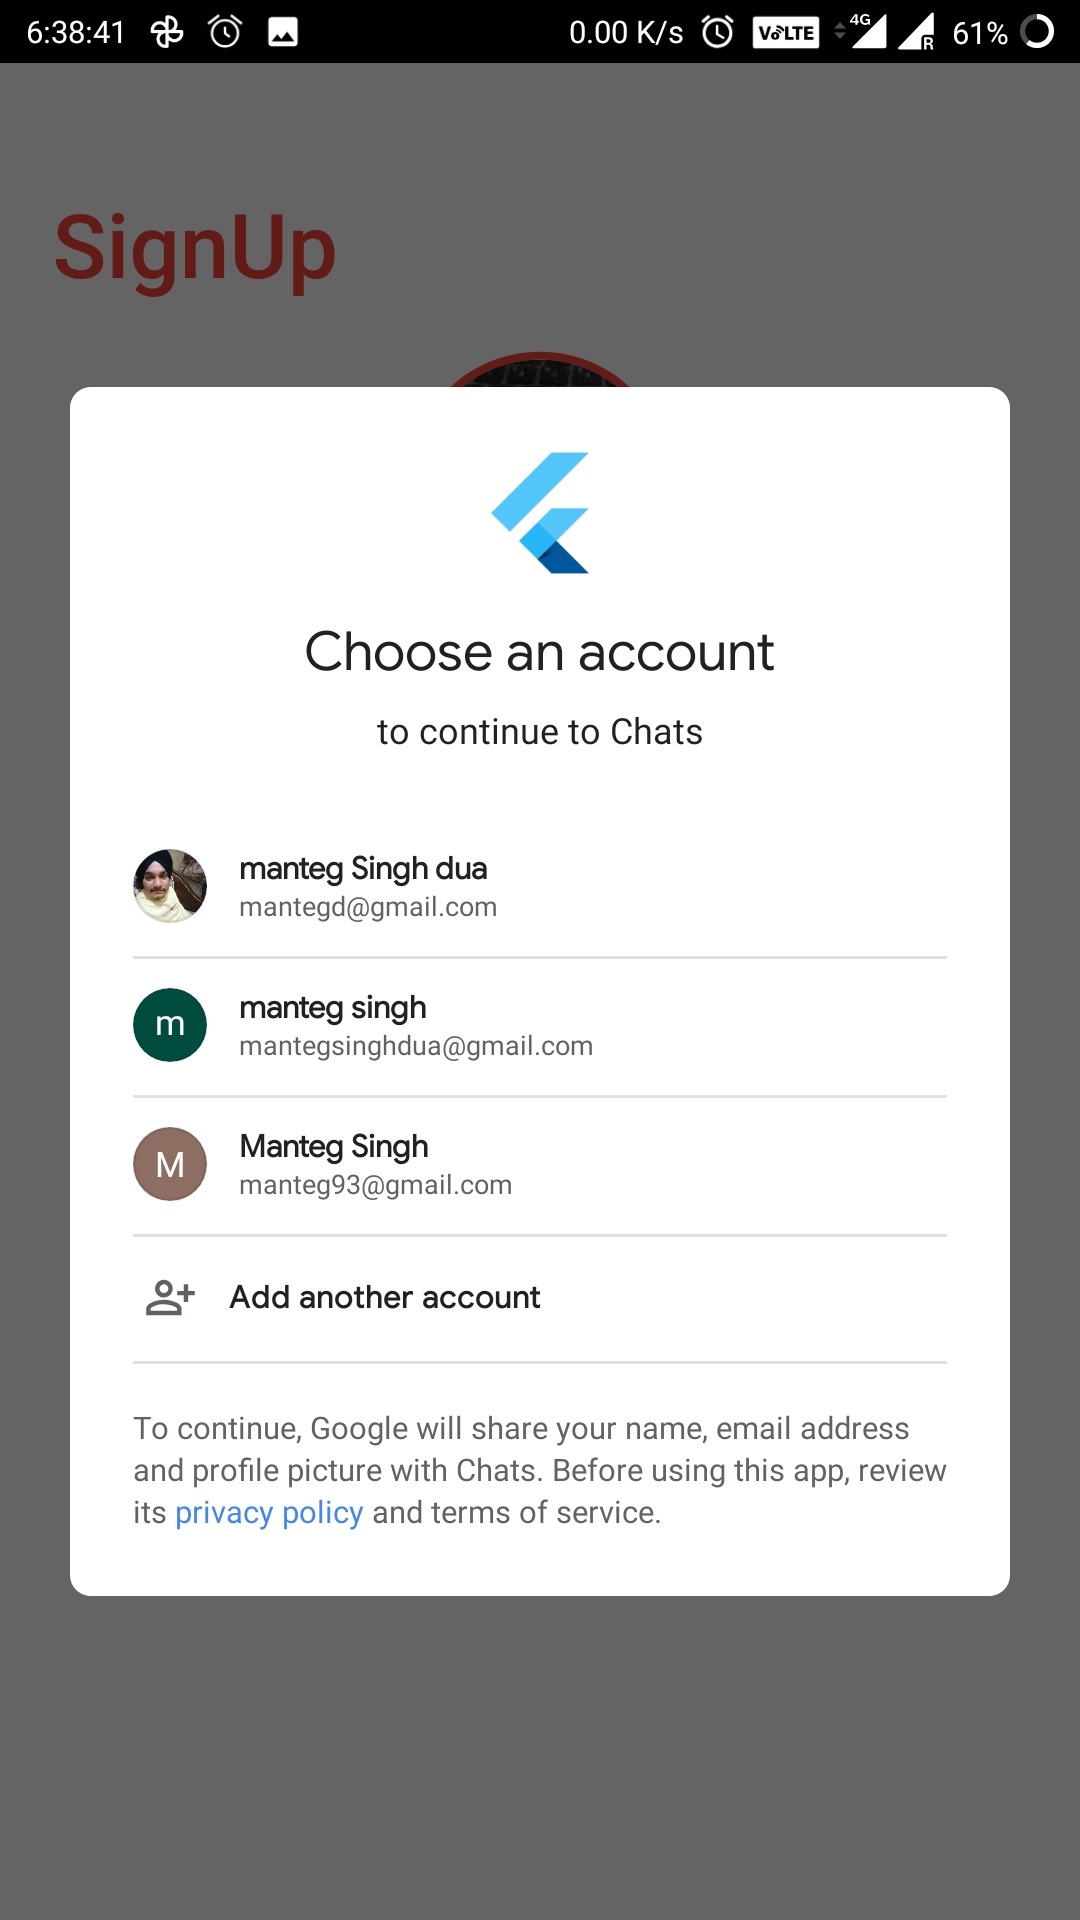 6:38:41 0.00 K/s VoLTE 4G R 61%
SignUp
Choose an account
to continue to Chats
manteg Singh dua
mantegd@gmail.com
m
manteg singh
mantegsinghdua@gmail.com
M
Manteg Singh
manteg93@gmail.com
Add another account
To continue, Google will share your name, email address
and profile picture with Chats. Before using this app, review
its privacy policy and terms of service.